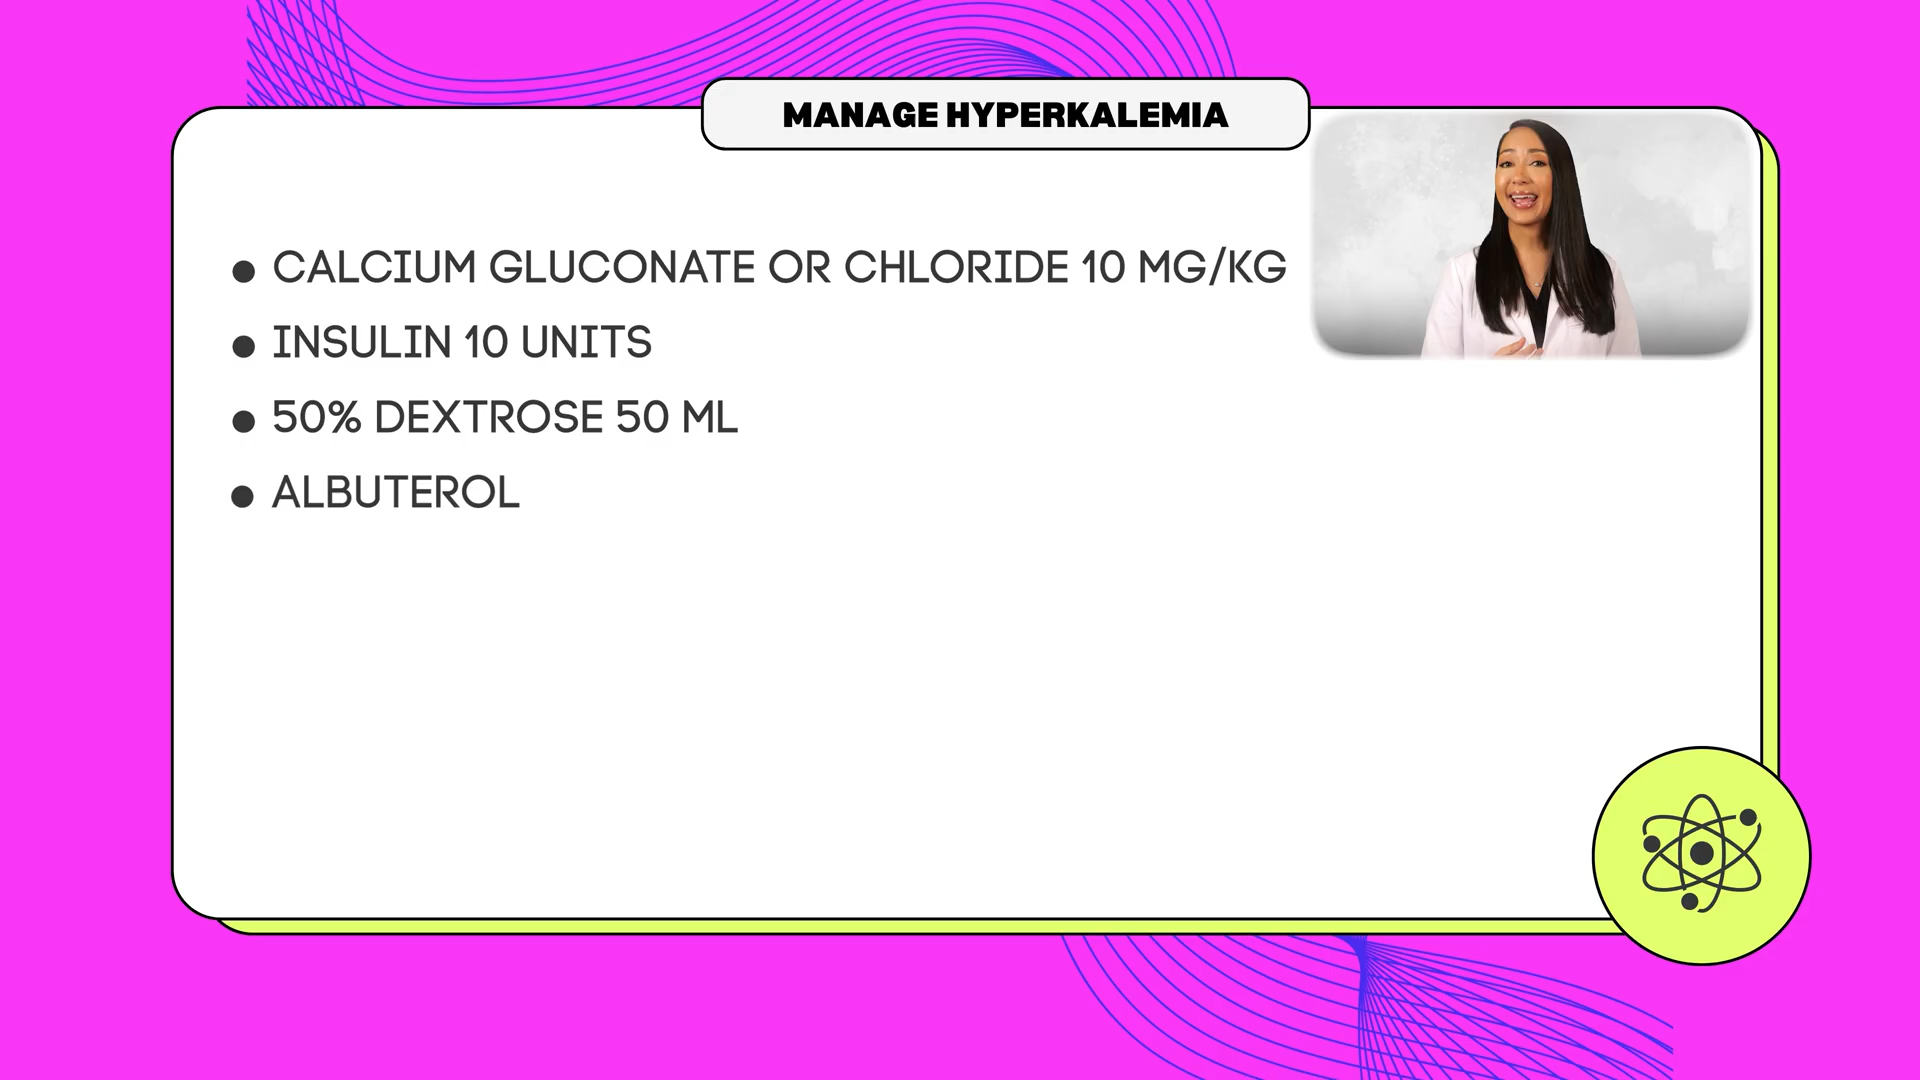 MANAGE HYPERKALEMIA
● CALCIUM GLUCONATE OR CHLORIDE 10 MG/KG
● INSULIN 10 UNITS
● 50% DEXTROSE 50 ML
● ALBUTEROL